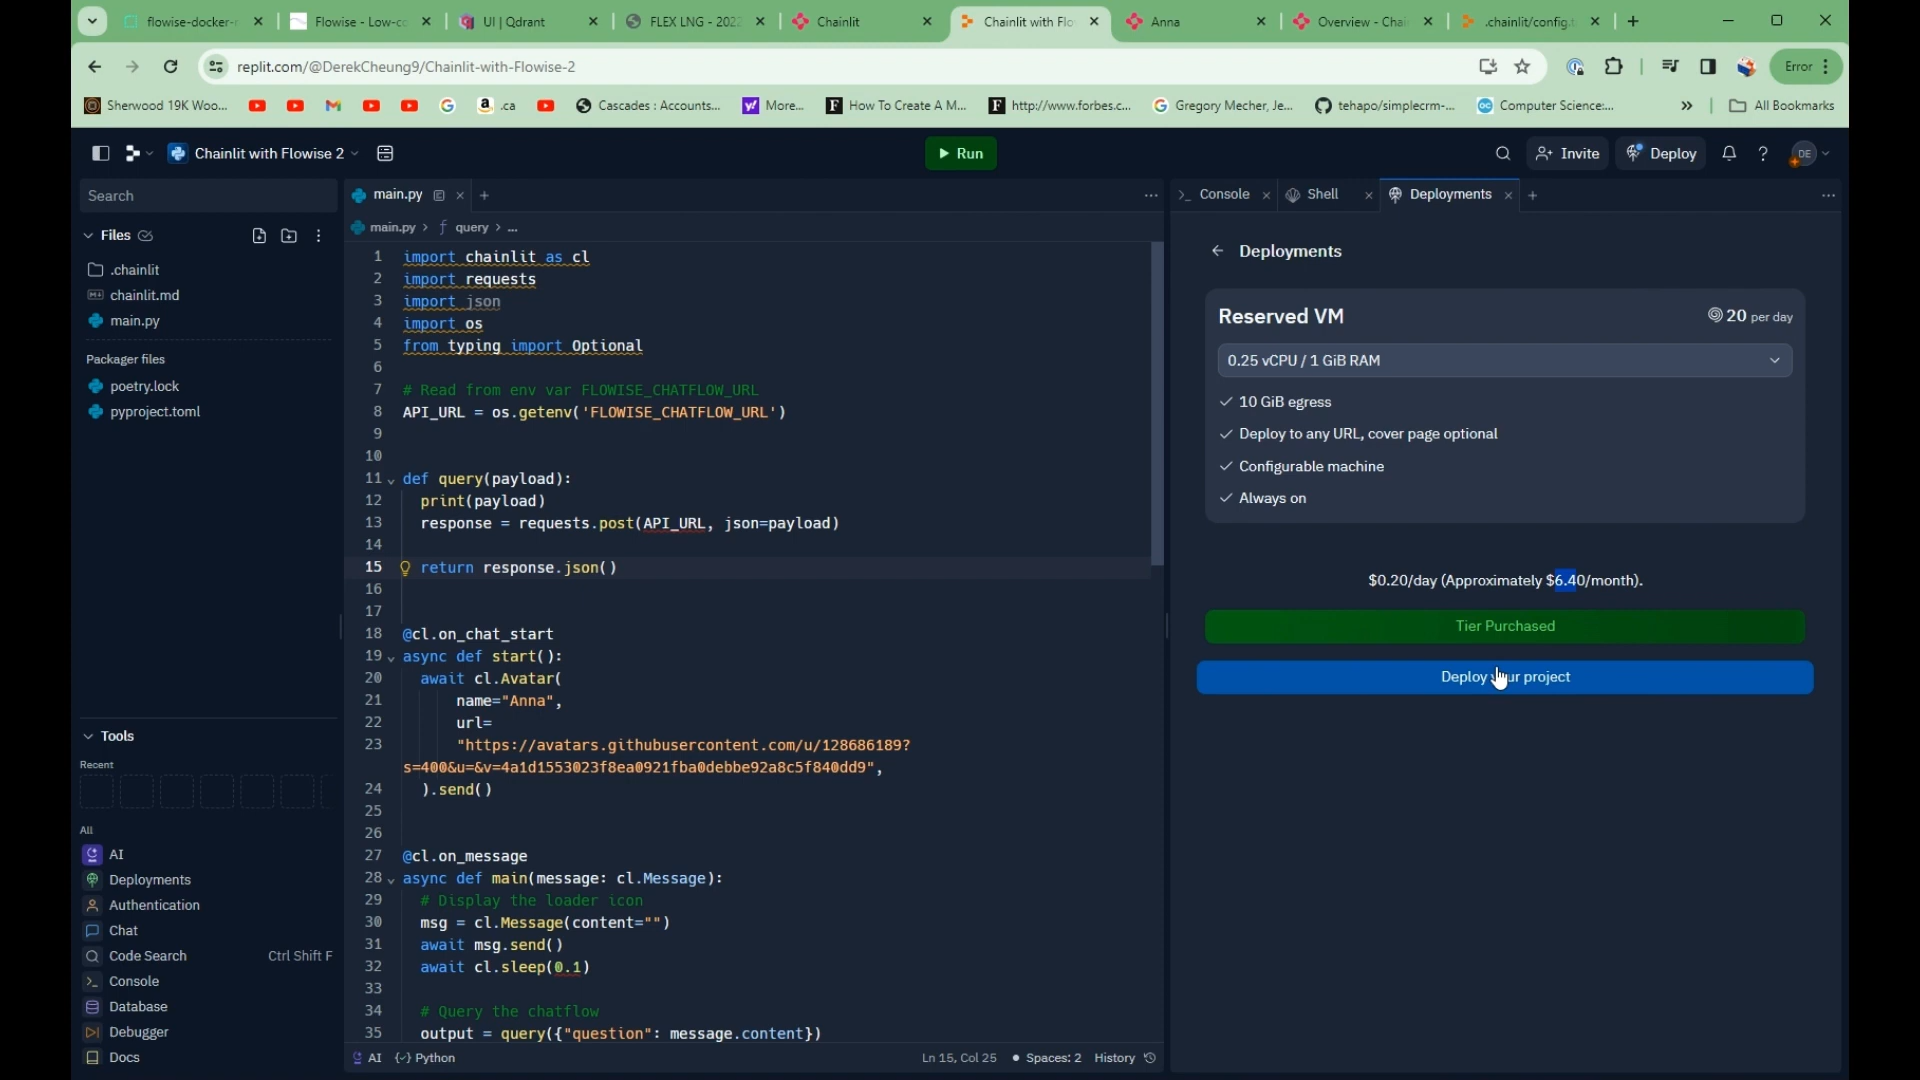 flowise-docker-r
Flowise - Low-co
UI | Qdrant
FLEX LNG - 2022
Chainlit
Chainlit with Flo
Anna
Overview - Chai
.chainlit/config.t
replit.com/@DerekCheung9/Chainlit-with-Flowise-2
Error
Sherwood 19K Woo...
.ca
Cascades : Accounts...
More...
How To Create A M...
http://www.forbes.c...
Gregory Mecher, Je...
tehapo/simplecrm-...
Computer Science:...
»
All Bookmarks
Chainlit with Flowise 2
Run
Invite
Deploy
DE
Search
Files
.chainlit
chainlit.md
main.py
Packager files
poetry.lock
pyproject.toml
Tools
Recent
All
AI
Deployments
Authentication
Chat
Code Search Ctrl Shift F
Console
Database
Debugger
Docs
main.py
main.py > query > ...
1 import chainlit as cl
2 import requests
3 import json
4 import os
5 from typing import Optional
6
7 # Read from env var FLOWISE_CHATFLOW_URL
8 API_URL = os.getenv('FLOWISE_CHATFLOW_URL')
9
10
11 def query(payload):
12 print(payload)
13 response = requests.post(API_URL, json=payload)
14
15 return response.json()
16
17
18 @cl.on_chat_start
19 async def start():
20 await cl.Avatar(
21 name="Anna",
22 url=
23 "https://avatars.githubusercontent.com/u/128686189?
s=400&u=&v=4a1d1553023f8ea0921fba0debbe92a8c5f840dd9",
24 ).send()
25
26
27 @cl.on_message
28 async def main(message: cl.Message):
29 # Display the loader icon
30 msg = cl.Message(content="")
31 await msg.send()
32 await cl.sleep(0.1)
33
34 # Query the chatflow
35 output = query({"question": message.content})
AI
Python
Ln 15, Col 25
Spaces: 2
History
Console
Shell
Deployments
Deployments
Reserved VM
20 per day
0.25 vCPU / 1 GiB RAM
10 GiB egress
Deploy to any URL, cover page optional
Configurable machine
Always on
$0.20/day (Approximately $6.40/month).
Tier Purchased
Deploy your project